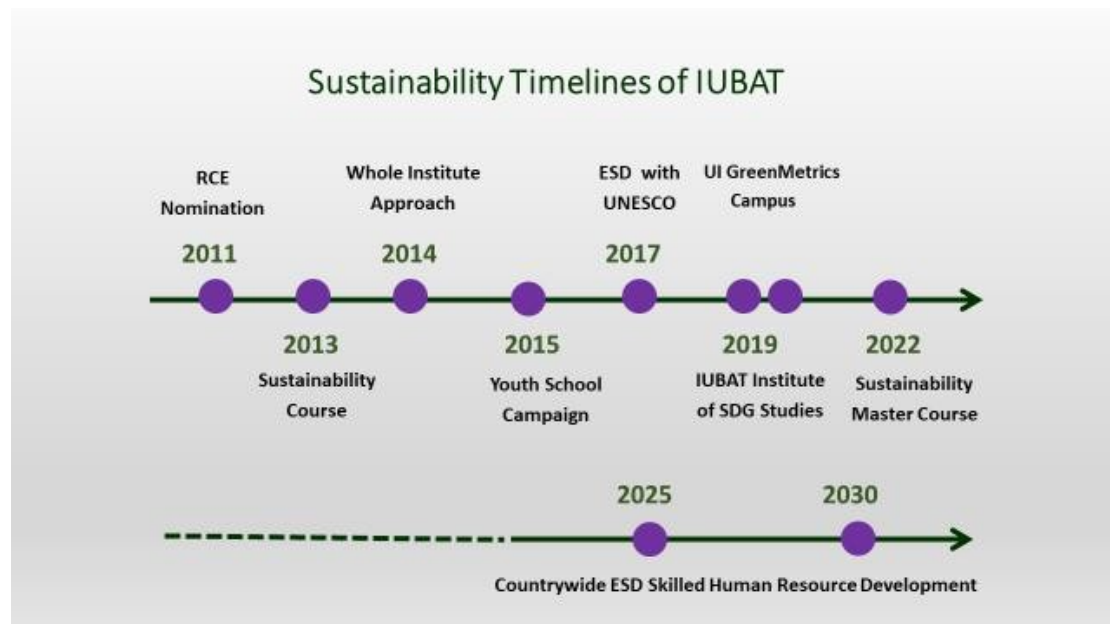 Sustainability Timelines of IUBAT
RCE
Nomination
2011
Whole Institute
Approach
2014
ESD with
UNESCO
2017
UI GreenMetrics
Campus
2013
Sustainability
Course
2015
Youth School
Campaign
2019
IUBAT Institute
of SDG Studies
2022
Sustainability
Master Course
2025
2030
Countrywide ESD Skilled Human Resource Development